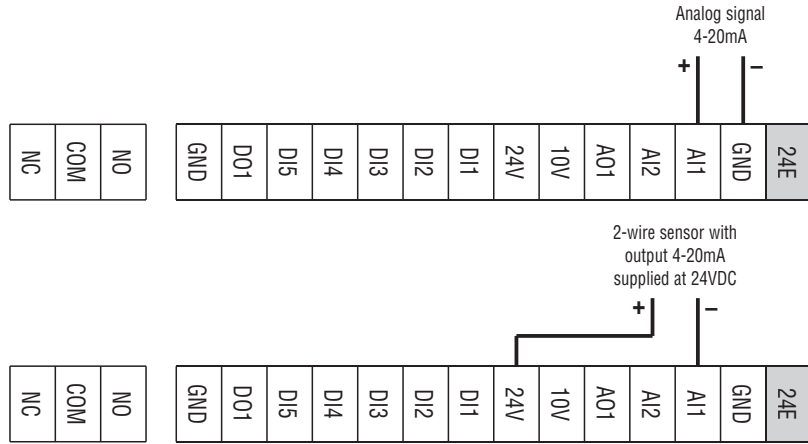 Analog signal
4-20mA
+ –
NC COM NO GND DO1 DI5 DI4 DI3 DI2 DI1 24V 10V AO1 AI2 AI1 GND 24E
2-wire sensor with
output 4-20mA
supplied at 24VDC
+ –
NC COM NO GND DO1 DI5 DI4 DI3 DI2 DI1 24V 10V AO1 AI2 AI1 GND 24E